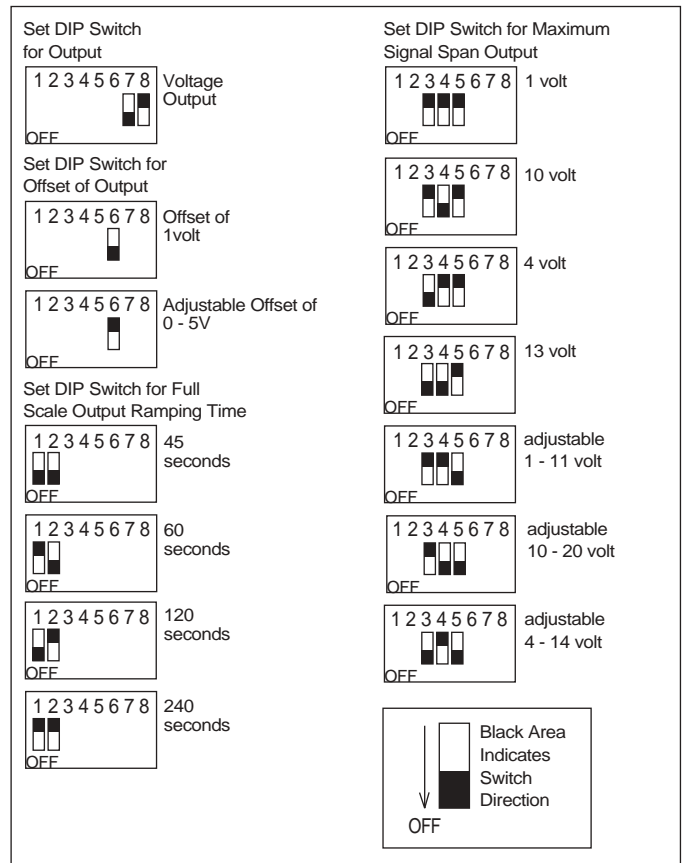 Set DIP Switch
for Output
1 2 3 4 5 6 7 8
Voltage
Output
OFF
Set DIP Switch for
Offset of Output
1 2 3 4 5 6 7 8
Offset of
1volt
OFF
1 2 3 4 5 6 7 8
Adjustable Offset of
0 - 5V
OFF
Set DIP Switch for Full
Scale Output Ramping Time
1 2 3 4 5 6 7 8
45
seconds
OFF
1 2 3 4 5 6 7 8
60
seconds
OFF
1 2 3 4 5 6 7 8
120
seconds
OFF
1 2 3 4 5 6 7 8
240
seconds
OFF
Set DIP Switch for Maximum
Signal Span Output
1 2 3 4 5 6 7 8
1 volt
OFF
1 2 3 4 5 6 7 8
10 volt
OFF
1 2 3 4 5 6 7 8
4 volt
OFF
1 2 3 4 5 6 7 8
13 volt
OFF
1 2 3 4 5 6 7 8
adjustable
1 - 11 volt
OFF
1 2 3 4 5 6 7 8
adjustable
10 - 20 volt
OFF
1 2 3 4 5 6 7 8
adjustable
4 - 14 volt
OFF
Black Area
Indicates
Switch
Direction
OFF